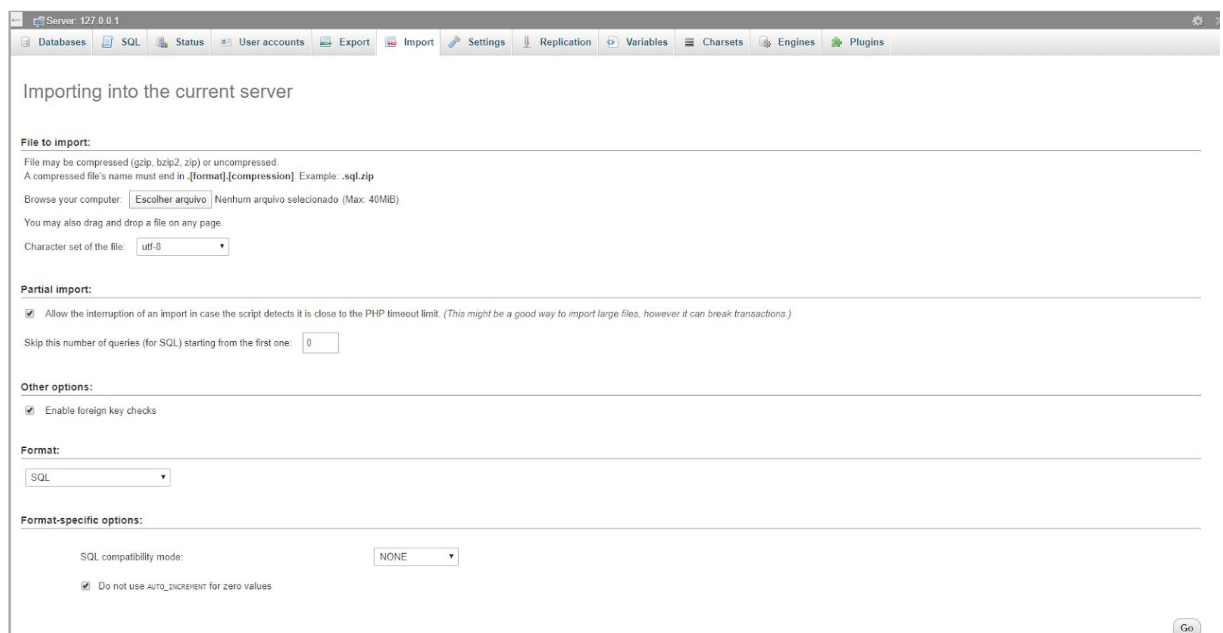 Server: 127.0.0.1
Databases SQL Status User accounts Export Import Settings Replication Variables Charsets Engines Plugins
Importing into the current server
File to import:
File may be compressed (gzip, bzip2, zip) or uncompressed.
A compressed file's name must end in .[format].[compression]. Example: .sql.zip
Browse your computer: Escolher arquivo Nenhum arquivo selecionado (Max: 40MiB)
You may also drag and drop a file on any page.
Character set of the file: utf-8
Partial import:
Allow the interruption of an import in case the script detects it is close to the PHP timeout limit. (This might be a good way to import large files, however it can break transactions.)
Skip this number of queries (for SQL) starting from the first one: 0
Other options:
Enable foreign key checks
Format:
SQL
Format-specific options:
SQL compatibility mode: NONE
Do not use AUTO_INCREMENT for zero values
Go